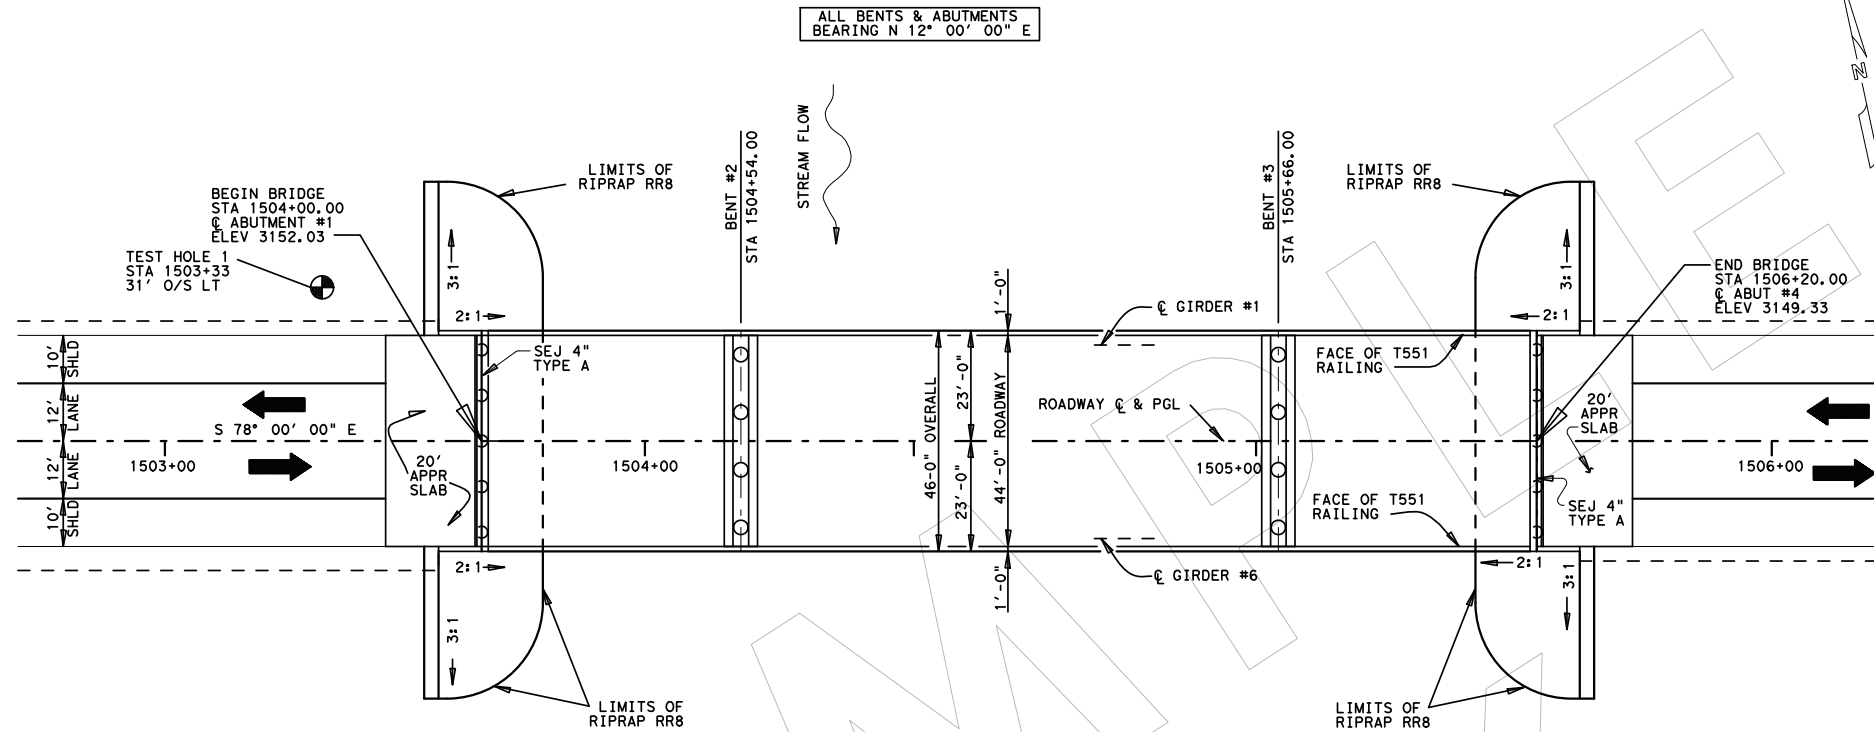 ALL BENTS & ABUTMENTS
BEARING N 12° 00' 00" E
N
STREAM FLOW
BENT #2
STA 1504+54.00
BENT #3
STA 1505+66.00
LIMITS OF
RIPRAP RR8
LIMITS OF
RIPRAP RR8
BEGIN BRIDGE
STA 1504+00.00
℄ ABUTMENT #1
ELEV 3152.03
TEST HOLE 1
STA 1503+33
31' O/S LT
3:1
2:1
3:1
2:1
END BRIDGE
STA 1506+20.00
℄ ABUT #4
ELEV 3149.33
1'-0"
℄ GIRDER #1
SEJ 4"
TYPE A
FACE OF T551
RAILING
10'
SHLD
12'
LANE
12'
LANE
10'
SHLD
S 78° 00' 00" E
46'-0" OVERALL
23'-0"
23'-0"
44'-0" ROADWAY
ROADWAY ℄ & PGL
20'
APPR
SLAB
20'
APPR
SLAB
1503+00
1504+00
1505+00
1506+00
FACE OF T551
RAILING
SEJ 4"
TYPE A
2:1
3:1
1'-0"
℄ GIRDER #6
2:1
3:1
LIMITS OF
RIPRAP RR8
LIMITS OF
RIPRAP RR8